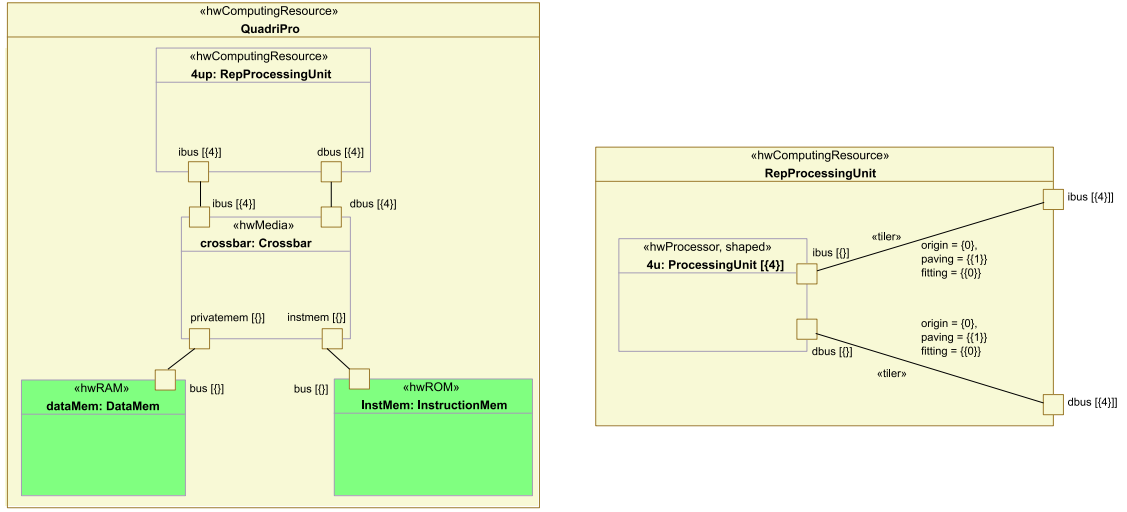 «hwComputingResource»
QuadriPro
«hwComputingResource»
4up: RepProcessingUnit
ibus [{4}]
dbus [{4}]
ibus [{4}]
dbus [{4}]
«hwMedia»
crossbar: Crossbar
privatemem [{}]
instmem [{}]
bus [{}]
bus [{}]
«hwRAM»
dataMem: DataMem
«hwROM»
InstMem: InstructionMem
«hwComputingResource»
RepProcessingUnit
ibus [{4}]]
«tiler»
«hwProcessor, shaped»
4u: ProcessingUnit [{4}]
ibus [{}]
origin = {0},
paving = {{1}}
fitting = {{0}}
origin = {0},
paving = {{1}}
fitting = {{0}}
dbus [{}]
«tiler»
dbus [{4}]]